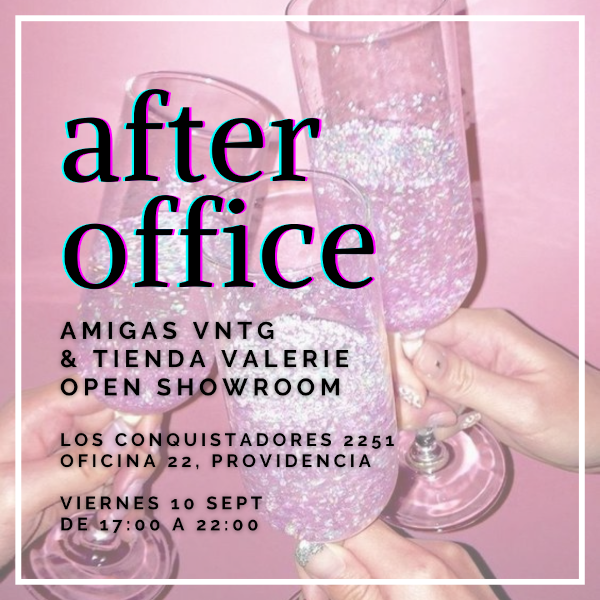 after
office
AMIGAS VNTG
& TIENDA VALERIE
OPEN SHOWROOM
LOS CONQUISTADORES 2251
OFICINA 22, PROVIDENCIA
VIERNES 10 SEPT
DE 17:00 A 22:00